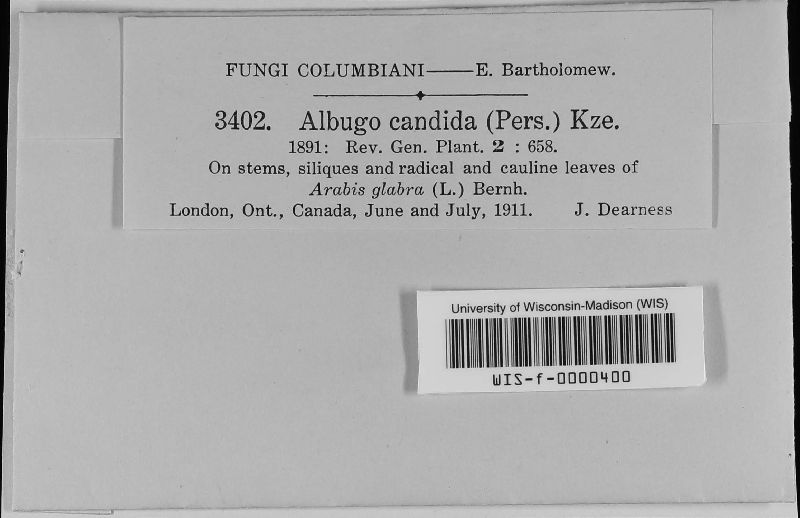 FUNGI COLUMBIANI—E. Bartholomew.
3402. Albugo candida (Pers.) Kze.
1891: Rev. Gen. Plant. 2 : 658.
On stems, siliques and radical and cauline leaves of
Arabis glabra (L.) Bernh.
London, Ont., Canada, June and July, 1911. J. Dearness
University of Wisconsin-Madison (WIS)
WIS-f-0000400